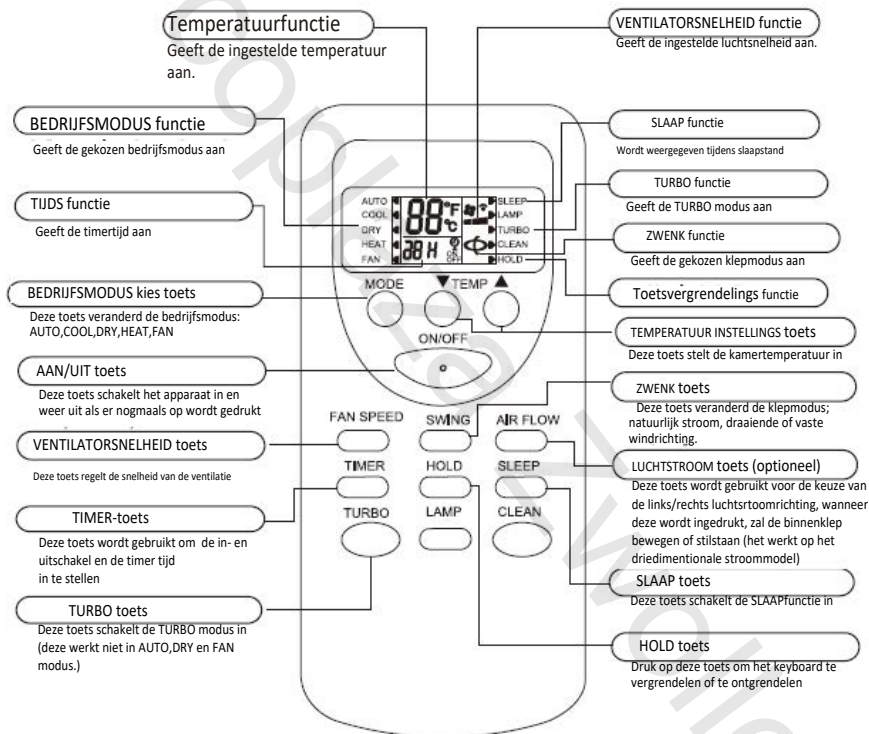 Temperatuurfunctie
Geeft de ingestelde temperatuur
aan.
VENTILATORSNELHEID functie
Geeft de ingestelde luchtsnelheid aan.
BEDRIJFSMODUS functie
Geeft de gekozen bedrijfsmodus aan
SLAAP functie
Wordt weergegeven tijdens slaapstand
TIJDS functie
Geeft de timertijd aan
TURBO functie
Geeft de TURBO modus aan
ZWENK functie
Geeft de gekozen klepmodus aan
Toetsvergrendelings functie
AUTO
COOL
DRY
HEAT
FAN
88 °F
°C
88 H
ON
OFF
SLEEP
LAMP
TURBO
CLEAN
HOLD
BEDRIJFSMODUS kies toets
Deze toets veranderd de bedrijfsmodus:
AUTO,COOL,DRY,HEAT,FAN
MODE ▼ TEMP ▲
ON/OFF
TEMPERATUUR INSTELLINGS toets
Deze toets stelt de kamertemperatuur in
AAN/UIT toets
Deze toets schakelt het apparaat in en
weer uit als er nogmaals op wordt gedrukt
ZWENK toets
Deze toets veranderd de klepmodus;
natuurlijk stroom, draaiende of vaste
windrichting.
FAN SPEED SWING AIR FLOW
TIMER HOLD SLEEP
TURBO LAMP CLEAN
VENTILATORSNELHEID toets
Deze toets regelt de snelheid van de ventilatie
LUCHTSTROOM toets (optioneel)
Deze toets wordt gebruikt voor de keuze van
de links/rechts luchtsrtoomrichting, wanneer
deze wordt ingedrukt, zal de binnenklep
bewegen of stilstaan (het werkt op het
driedimentionale stroommodel)
TIMER-toets
Deze toets wordt gebruikt om de in- en
uitschakel en de timer tijd
in te stellen
SLAAP toets
Deze toets schakelt de SLAAPfunctie in
TURBO toets
Deze toets schakelt de TURBO modus in
(deze werkt niet in AUTO,DRY en FAN
modus.)
HOLD toets
Druk op deze toets om het keyboard te
vergrendelen of te ontgrendelen